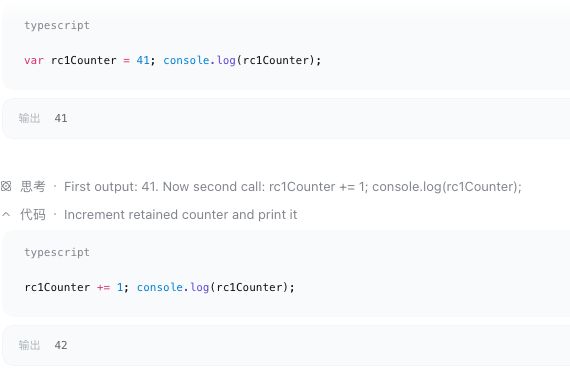 typescript
var rc1Counter = 41; console.log(rc1Counter);
输出 41
思考 · First output: 41. Now second call: rc1Counter += 1; console.log(rc1Counter);
代码 · Increment retained counter and print it
typescript
rc1Counter += 1; console.log(rc1Counter);
输出 42